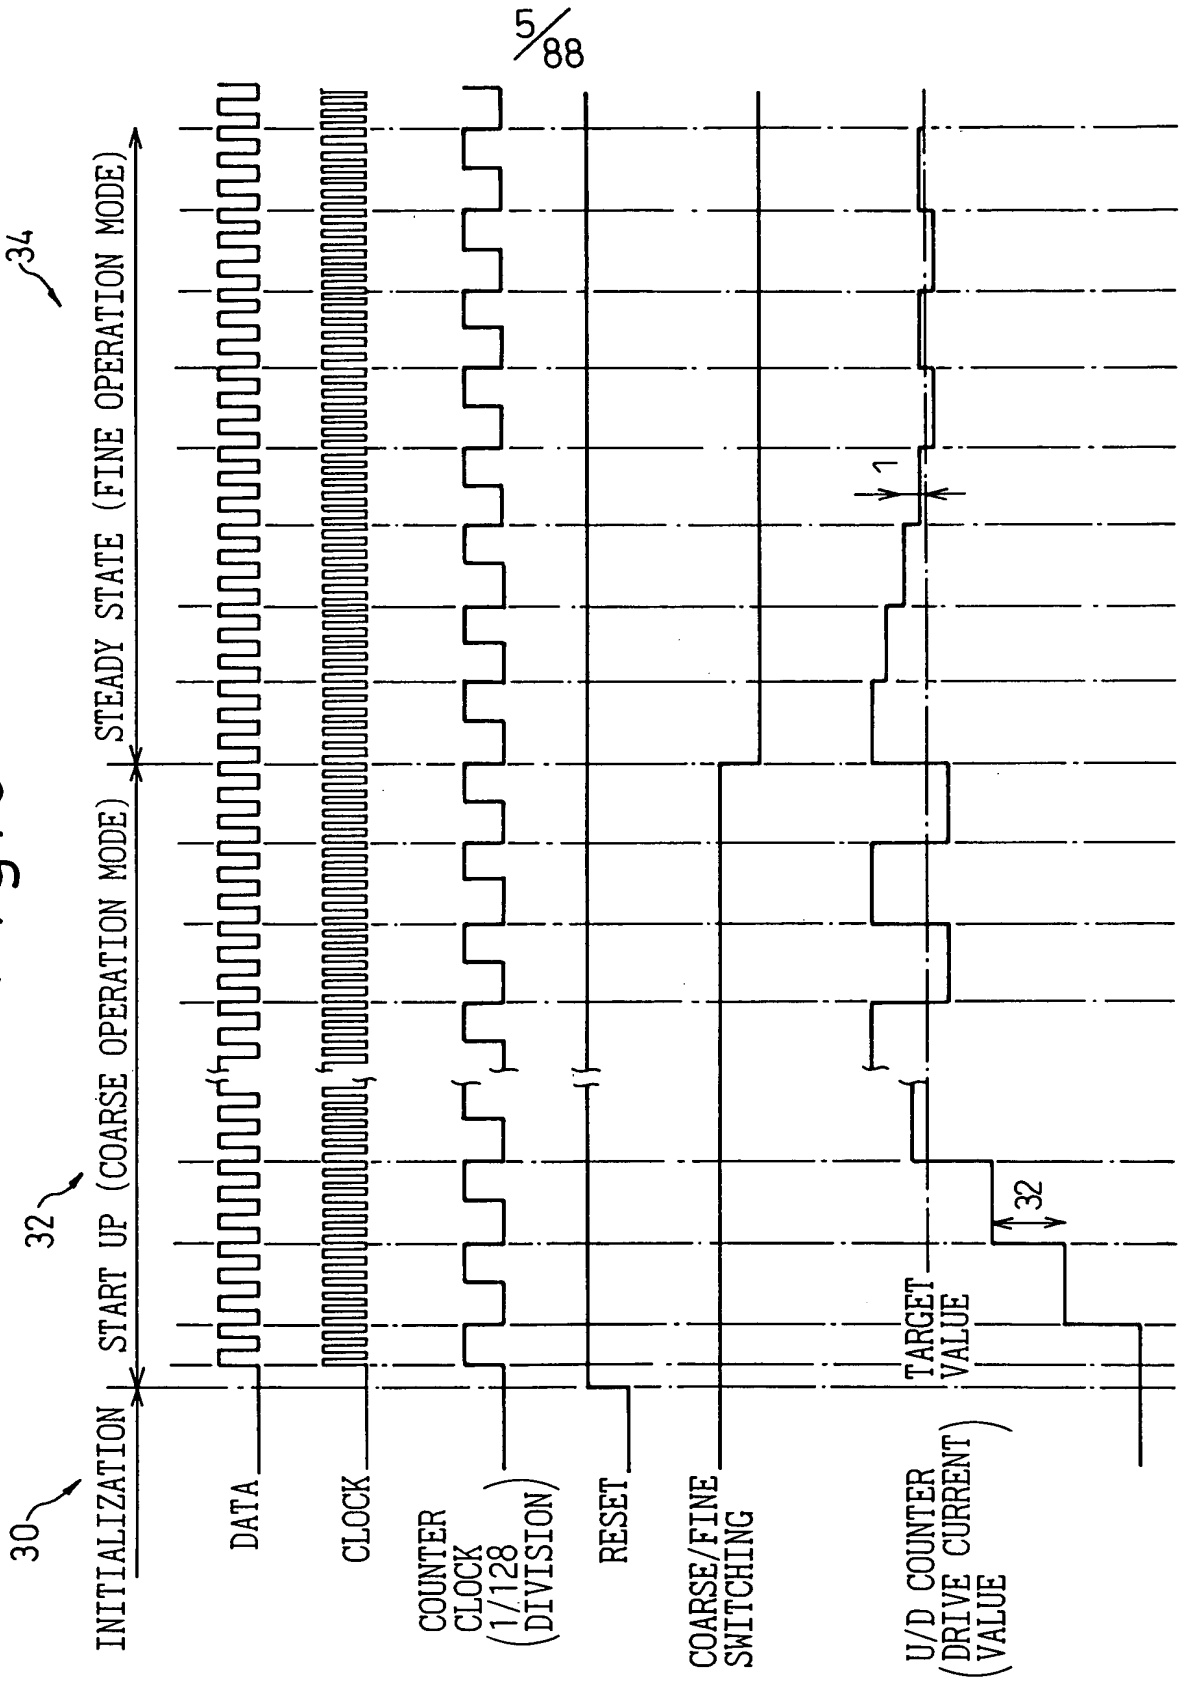 5/88
30
32
34
INITIALIZATION
START UP (COARSE OPERATION MODE)
STEADY STATE (FINE OPERATION MODE)
DATA
CLOCK
COUNTER
CLOCK
(1/128
DIVISION)
RESET
COARSE/FINE
SWITCHING
U/D COUNTER
(DRIVE CURRENT
VALUE)
TARGET
VALUE
32
1